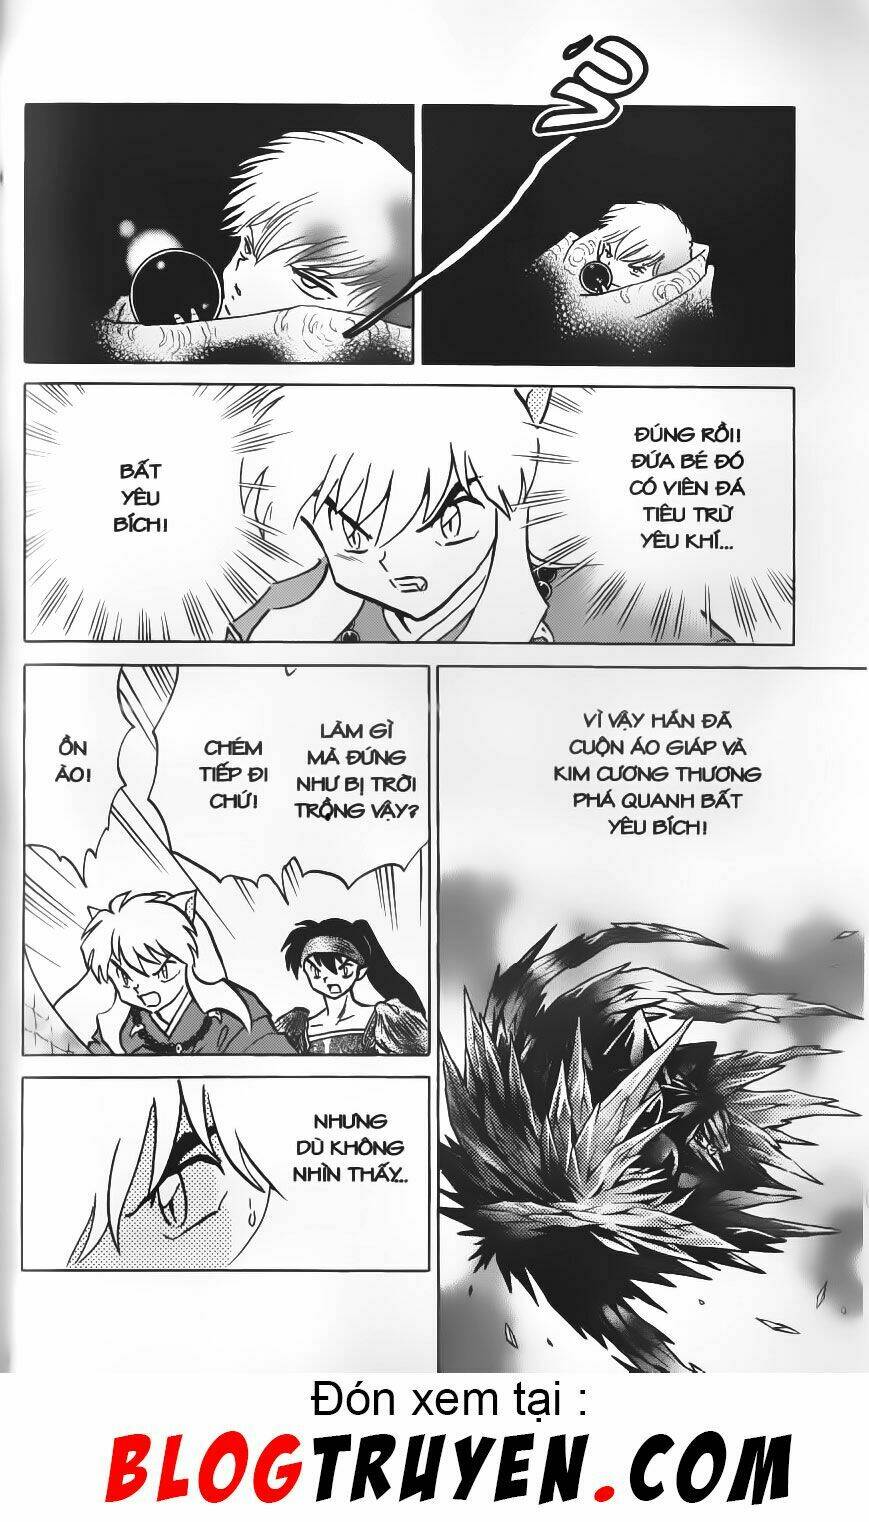 VÚ
ĐÚNG RỒI!
ĐỨA BÉ ĐÓ
CÓ VIÊN ĐÁ
TIÊU TRỪ
YÊU KHÍ...
BẤT
YÊU
BÍCH!
VÌ VẬY HẮN ĐÃ
CUỘN ÁO GIÁP VÀ
KIM CƯƠNG THƯƠNG
PHÁ QUANH BẤT
YÊU BÍCH!
LÀM GÌ
MÀ ĐỨNG
NHƯ BỊ TRỜI
TRỒNG VẬY?
CHÉM
TIẾP ĐI
CHỨ!
ỒN
ÀO!
NHƯNG
DÙ KHÔNG
NHÌN THẤY...
Đón xem tại :
BLOGTRUYEN.COM